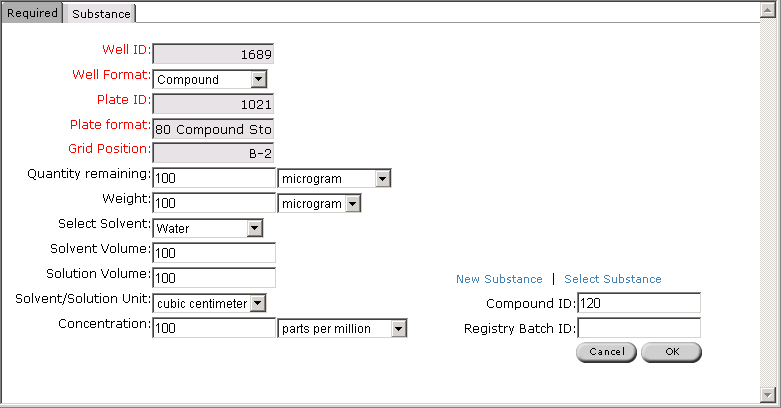 Required Substance
Well ID: 1689
Well Format: Compound
Plate ID: 1021
Plate format: 80 Compound Sto
Grid Position: B-2
Quantity remaining: 100 microgram
Weight: 100 microgram
Select Solvent: Water
Solvent Volume: 100
Solution Volume: 100
New Substance | Select Substance
Solvent/Solution Unit: cubic centimeter
Compound ID: 120
Concentration: 100 parts per million
Registry Batch ID:
Cancel OK